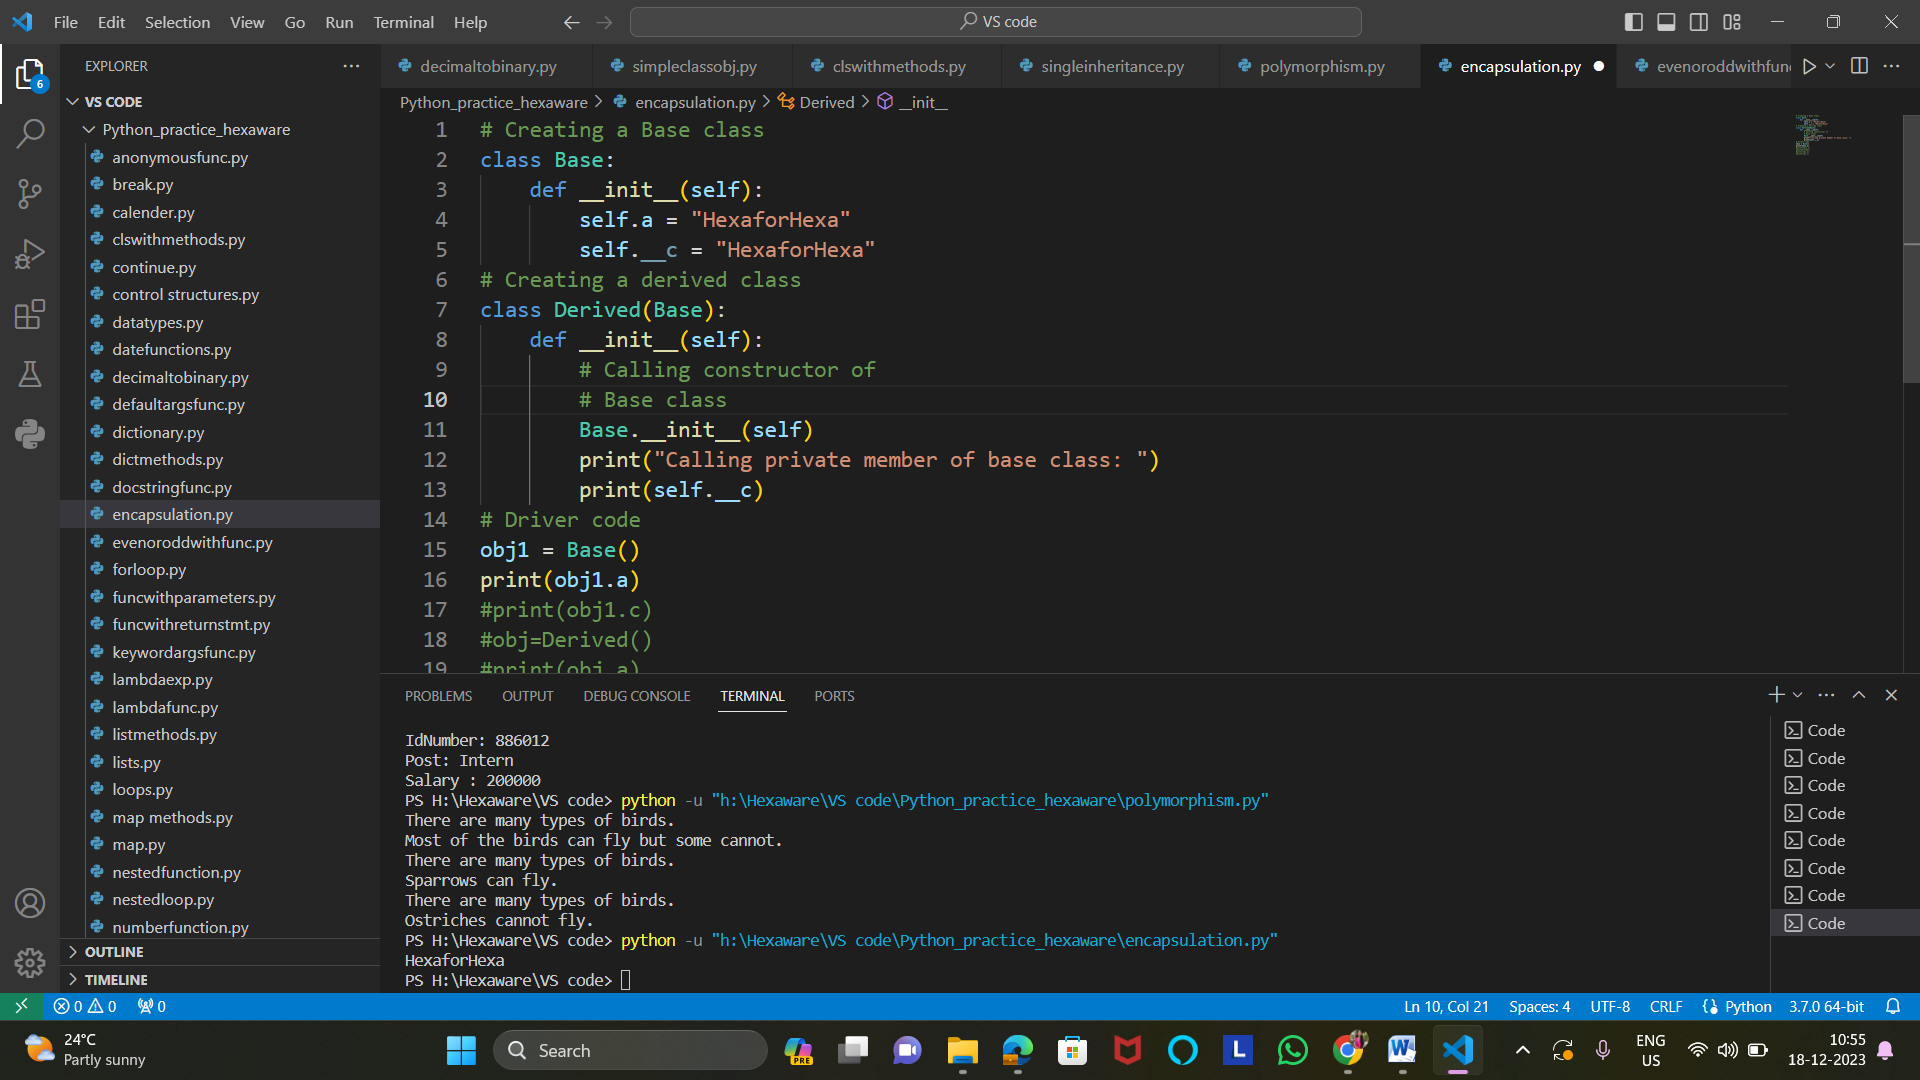 File Edit Selection View Go Run Terminal Help
VS code
EXPLORER
VS CODE
Python_practice_hexaware
anonymousfunc.py
break.py
calender.py
clswithmethods.py
continue.py
control structures.py
datatypes.py
datefunctions.py
decimaltobinary.py
defaultargsfunc.py
dictionary.py
dictmethods.py
docstringfunc.py
encapsulation.py
evenoroddwithfunc.py
forloop.py
funcwithparameters.py
funcwithreturnstmt.py
keywordargsfunc.py
lambdaexp.py
lambdafunc.py
listmethods.py
lists.py
loops.py
map methods.py
map.py
nestedfunction.py
nestedloop.py
numberfunction.py
OUTLINE
TIMELINE
6
decimaltobinary.py simpleclassobj.py clswithmethods.py singleinheritance.py polymorphism.py encapsulation.py evenoroddwithfun
Python_practice_hexaware > encapsulation.py > Derived > __init__
1 # Creating a Base class
2 class Base:
3     def __init__(self):
4         self.a = "HexaforHexa"
5         self.__c = "HexaforHexa"
6 # Creating a derived class
7 class Derived(Base):
8     def __init__(self):
9         # Calling constructor of
10         # Base class
11         Base.__init__(self)
12         print("Calling private member of base class: ")
13         print(self.__c)
14 # Driver code
15 obj1 = Base()
16 print(obj1.a)
17 #print(obj1.c)
18 #obj=Derived()
19 #print(obj.a)
PROBLEMS OUTPUT DEBUG CONSOLE TERMINAL PORTS
IdNumber: 886012
Post: Intern
Salary : 200000
PS H:\Hexaware\VS code> python -u "h:\Hexaware\VS code\Python_practice_hexaware\polymorphism.py"
There are many types of birds.
Most of the birds can fly but some cannot.
There are many types of birds.
Sparrows can fly.
There are many types of birds.
Ostriches cannot fly.
PS H:\Hexaware\VS code> python -u "h:\Hexaware\VS code\Python_practice_hexaware\encapsulation.py"
HexaforHexa
PS H:\Hexaware\VS code>
Code
Code
Code
Code
Code
Code
Code
Code
0 0 0
Ln 10, Col 21 Spaces: 4 UTF-8 CRLF Python 3.7.0 64-bit
24°C
Partly sunny
Search
PRE
L
W
ENG
US
10:55
18-12-2023